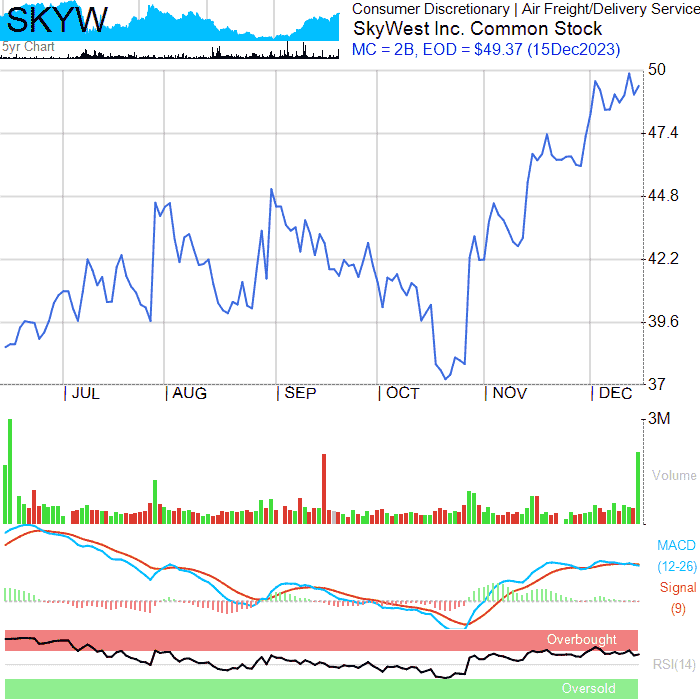 SKYW
5yr Chart
Consumer Discretionary | Air Freight/Delivery Service
SkyWest Inc. Common Stock
MC = 2B, EOD = $49.37 (15Dec2023)
50
47.4
44.8
42.2
39.6
37
JUL
AUG
SEP
OCT
NOV
DEC
3M
Volume
MACD
(12-26)
Signal
(9)
Overbought
RSI(14)
Oversold